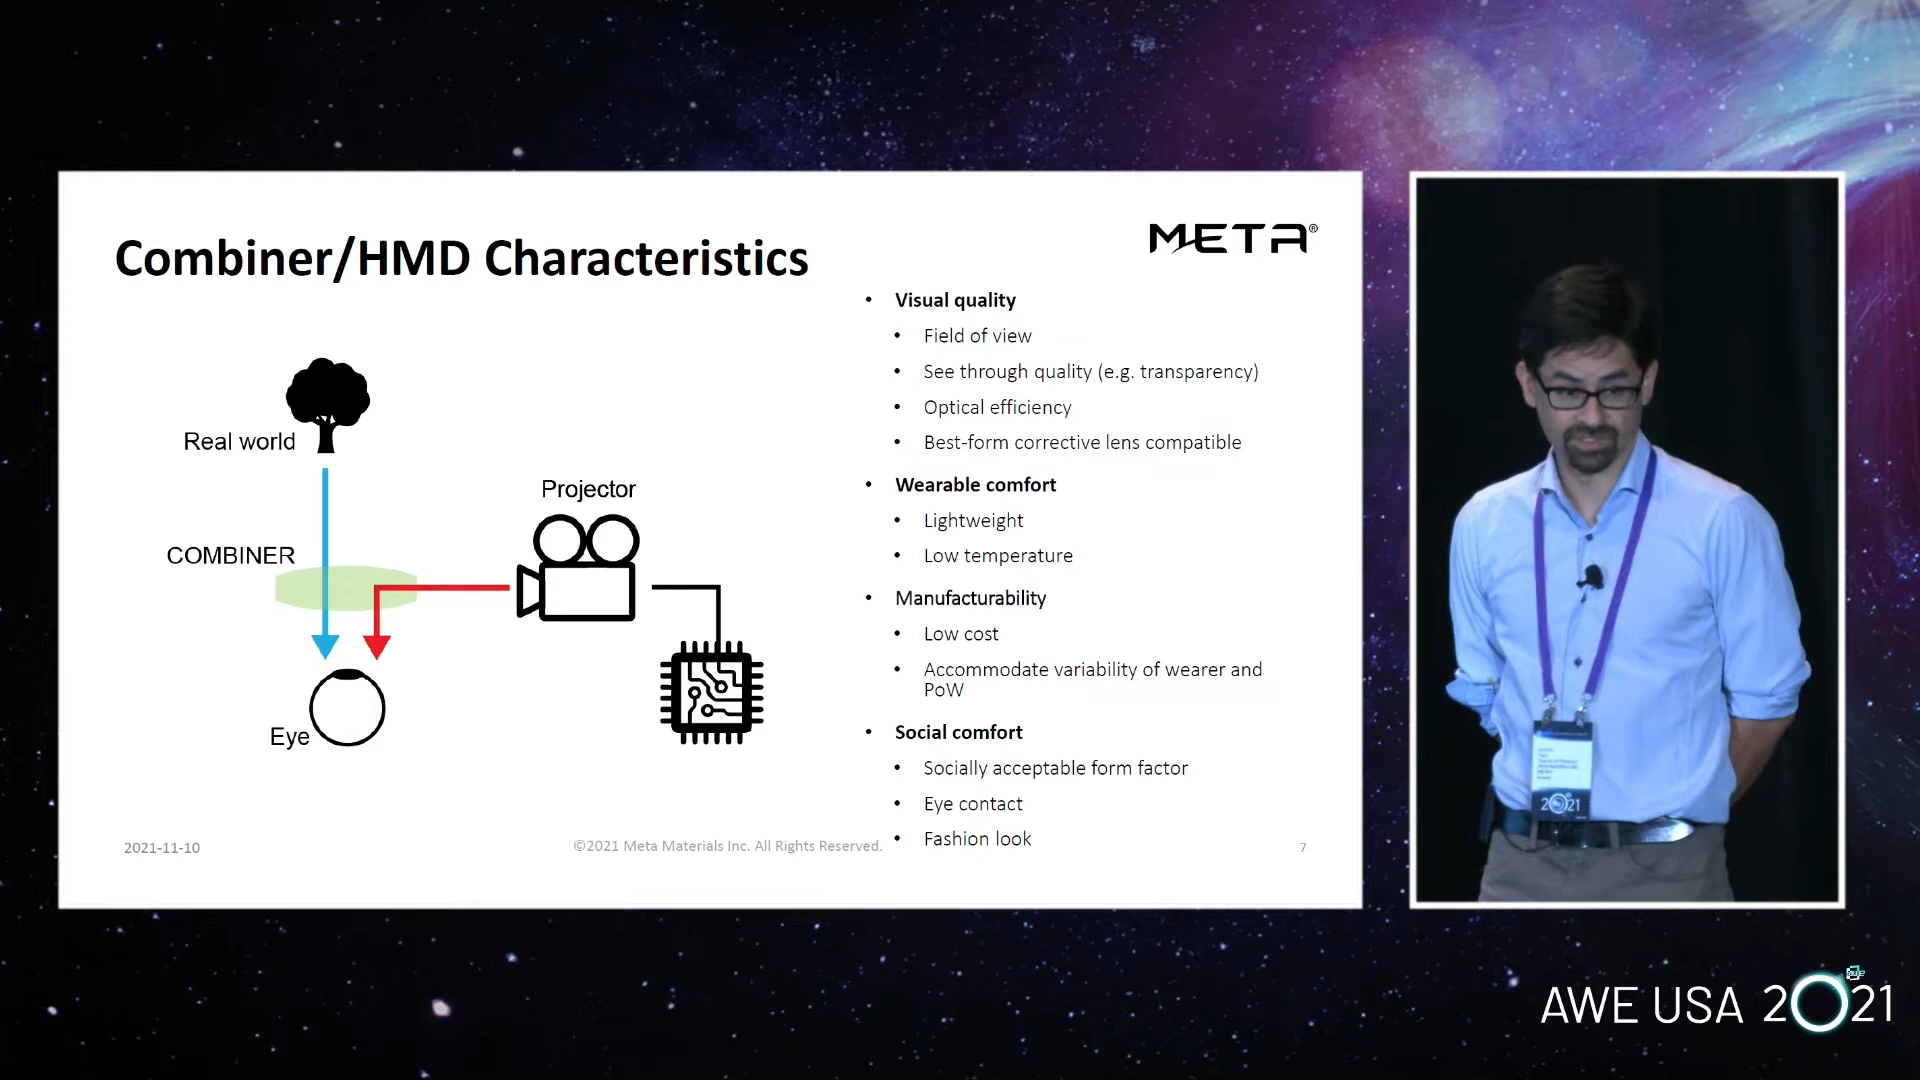 Combiner/HMD Characteristics
META®
Real world
COMBINER
Projector
Eye
• Visual quality
• Field of view
• See through quality (e.g. transparency)
• Optical efficiency
• Best-form corrective lens compatible
• Wearable comfort
• Lightweight
• Low temperature
• Manufacturability
• Low cost
• Accommodate variability of wearer and
PoW
• Social comfort
• Socially acceptable form factor
• Eye contact
• Fashion look
2021-11-10
©2021 Meta Materials Inc. All Rights Reserved.
7
2021
AWE USA 2021